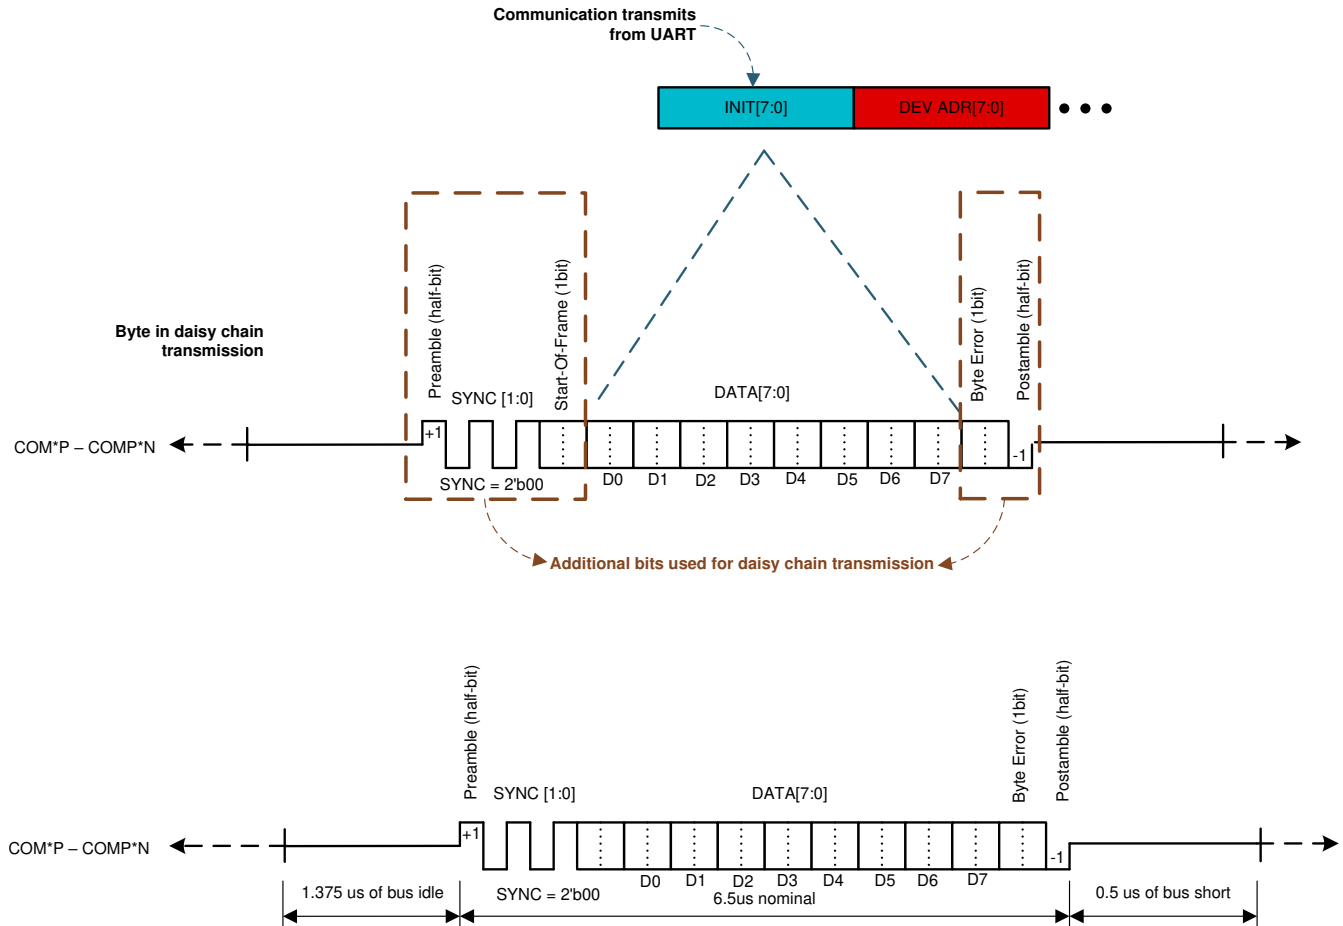 Communication transmits
from UART
INIT[7:0]
DEV ADR[7:0]
Byte in daisy chain
transmission
Preamble (half-bit)
SYNC [1:0]
Start-Of-Frame (1bit)
DATA[7:0]
Byte Error (1bit)
Postamble (half-bit)
COM*P – COMP*N
+1
-1
SYNC = 2'b00
D0
D1
D2
D3
D4
D5
D6
D7
Additional bits used for daisy chain transmission
Preamble (half-bit)
SYNC [1:0]
DATA[7:0]
Byte Error (1bit)
Postamble (half-bit)
COM*P – COMP*N
+1
-1
D0
D1
D2
D3
D4
D5
D6
D7
1.375 us of bus idle
SYNC = 2'b00
6.5us nominal
0.5 us of bus short